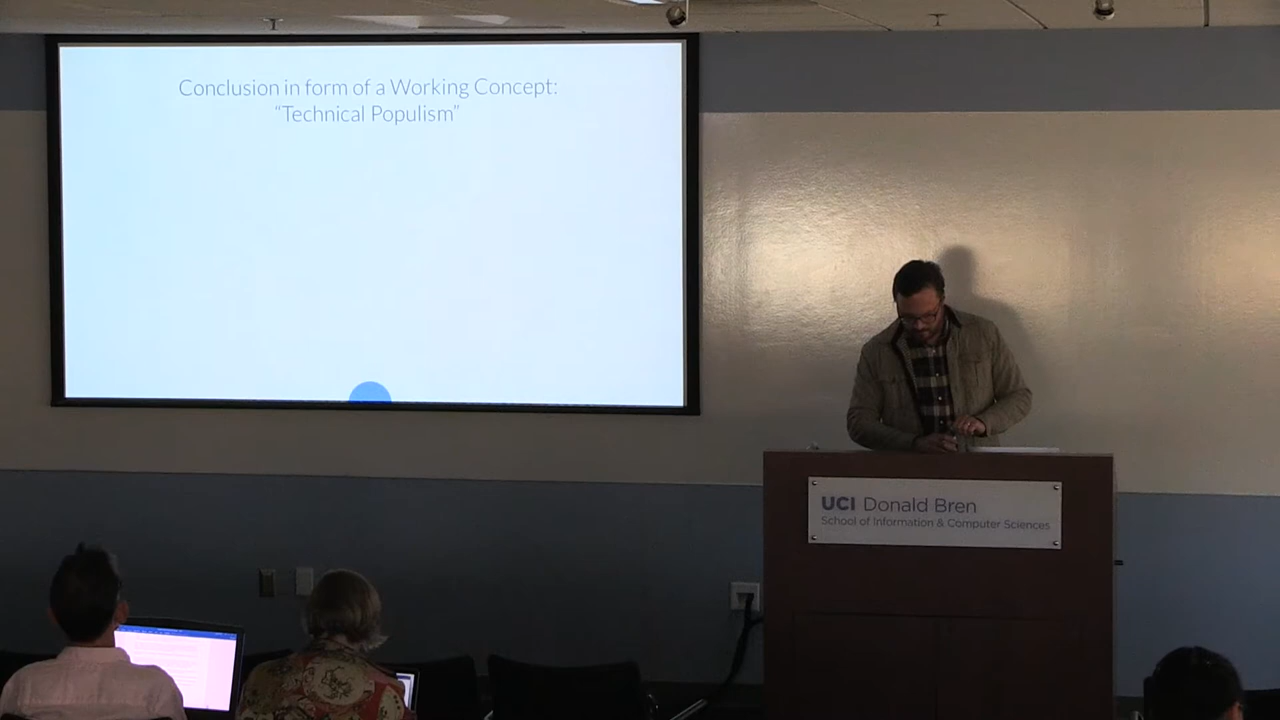 Conclusion in form of a Working Concept:
“Technical Populism”
UCI Donald Bren
School of Information & Computer Sciences